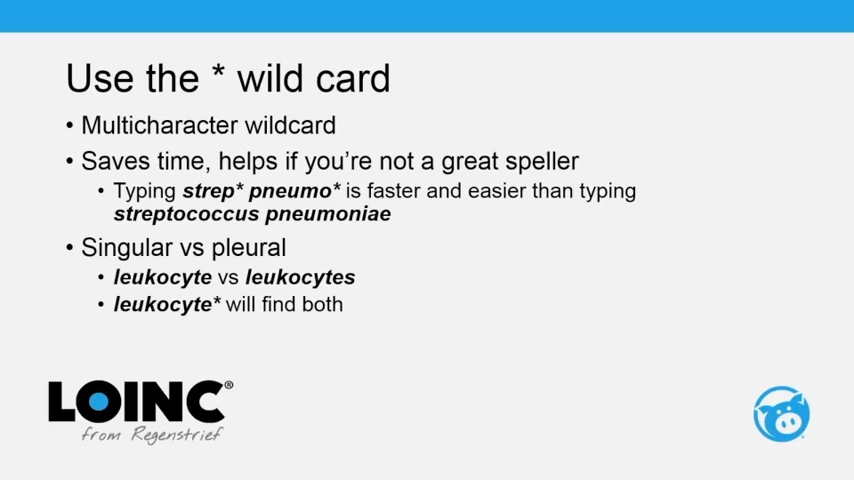 Use the * wild card
• Multicharacter wildcard
• Saves time, helps if you're not a great speller
• Typing strep* pneumo* is faster and easier than typing
streptococcus pneumoniae
• Singular vs pleural
• leukocyte vs leukocytes
• leukocyte* will find both
LOINC®
from Regenstrief